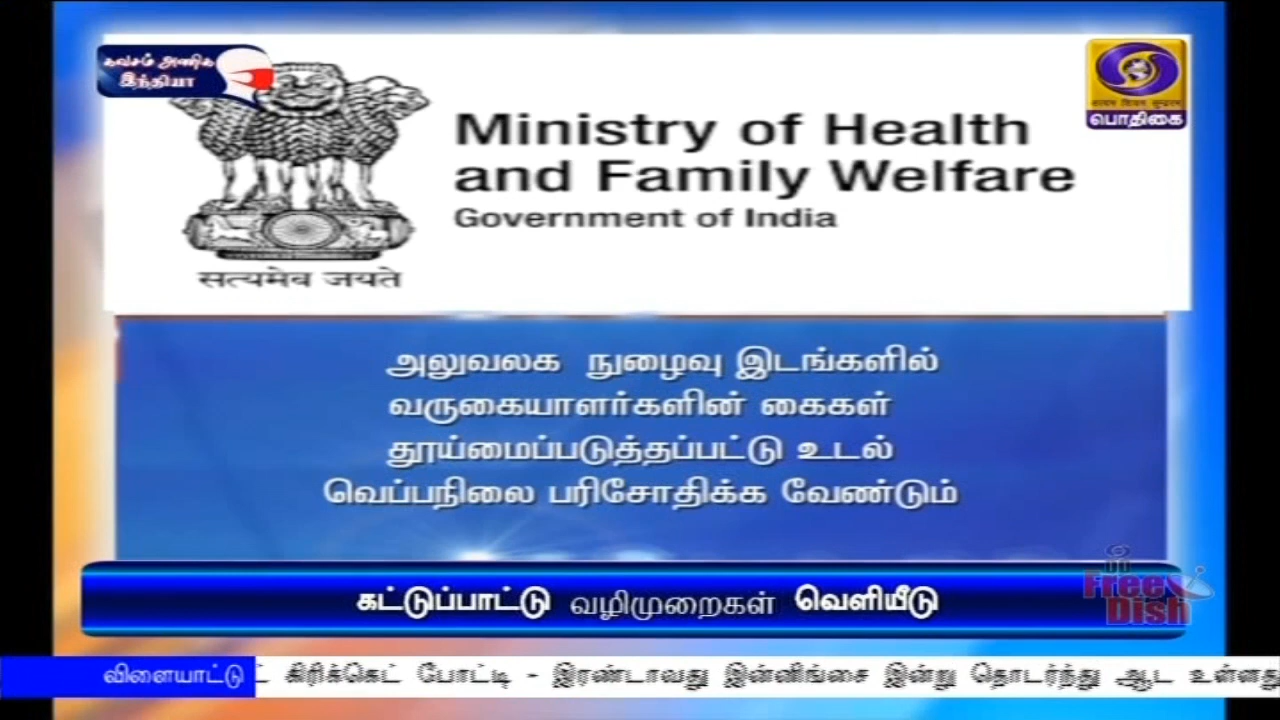 கவசம் அணிக
இந்தியா
பொதிகை
Ministry of Health
and Family Welfare
Government of India
सत्यमेव जयते
அலுவலக நுழைவு இடங்களில்
வருகையாளர்களின் கைகள்
தூய்மைப்படுத்தப்பட்டு உடல்
வெப்பநிலை பரிசோதிக்க வேண்டும்
கட்டுப்பாட்டு வழிமுறைகள் வெளியீடு
Free
Dish
விளையாட்டு
கிரிக்கெட் போட்டி - இரண்டாவது இன்னிங்சை இன்று தொடர்ந்து ஆட உள்ளது